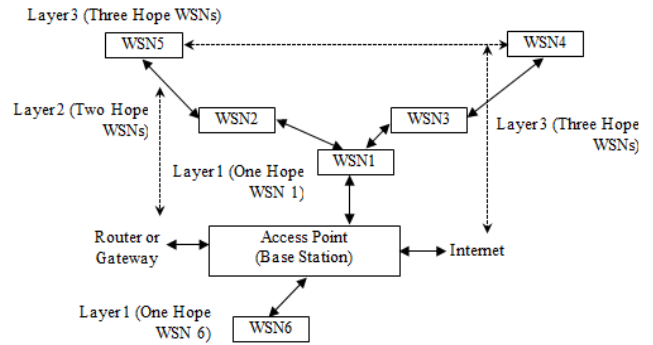 Layer3 (Three Hope WSNs)
WSN5
WSN4
Layer2 (Two Hope
WSNs)
WSN2
WSN3
Layer3 (Three Hope
WSNs)
WSN1
Layer1 (One Hope
WSN 1)
Router or
Gateway
Access Point
(Base Station)
Internet
Layer1 (One Hope
WSN 6)
WSN6